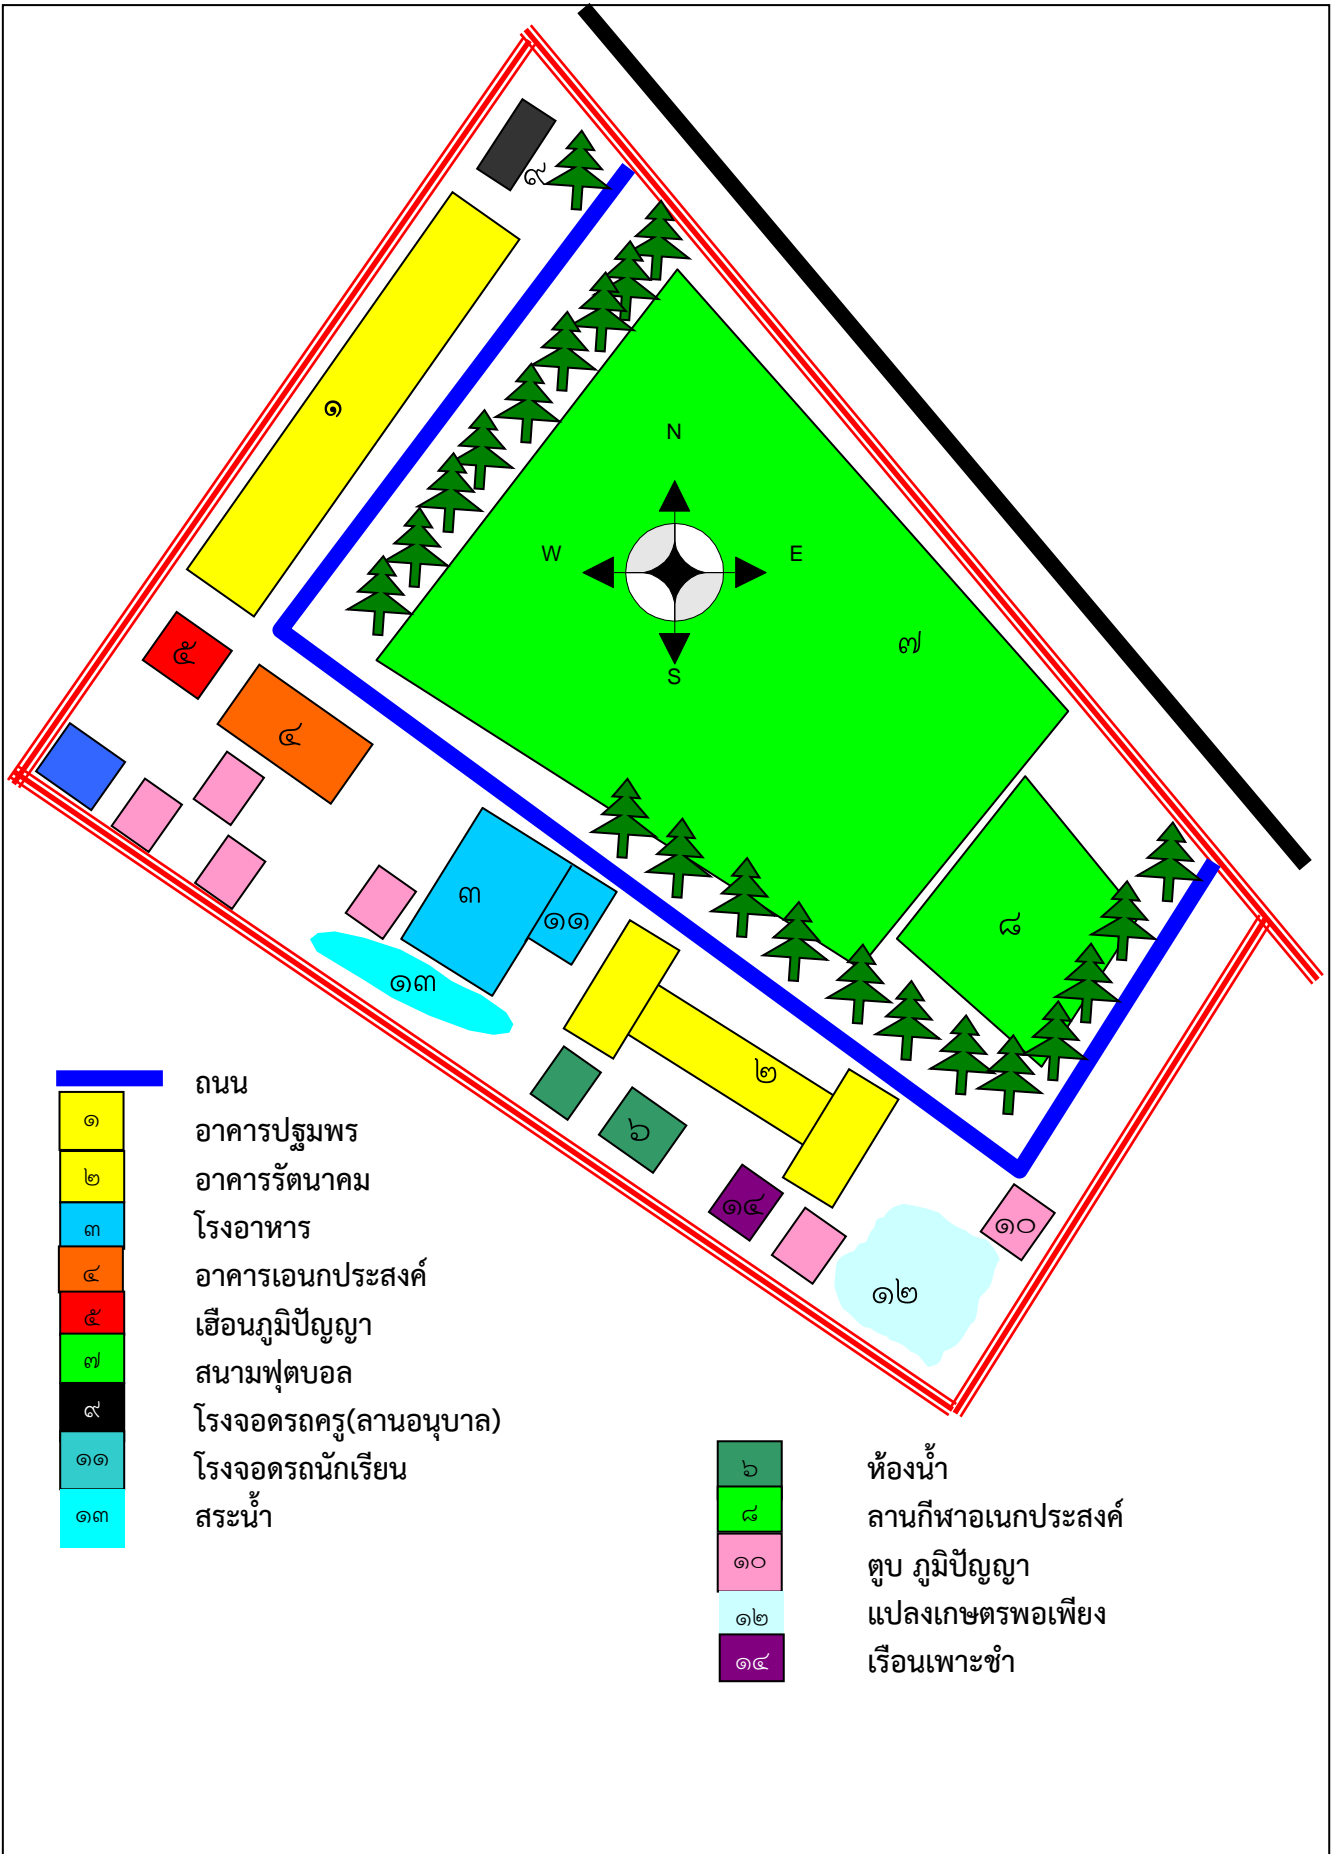 ๙
๑
N
W
E
๗
S
๕
๔
๓
๑๑
๘
๑๓
๒
๖
๑๔
๑๐
๑๒
ถนน
๑ อาคารปฐมพร
๒ อาคารรัตนาคม
๓ โรงอาหาร
๔ อาคารเอนกประสงค์
๕ เฮือนภูมิปัญญา
๗ สนามฟุตบอล
๙ โรงจอดรถครู(ลานอนุบาล)
๑๑ โรงจอดรถนักเรียน
๑๓ สระน้ำ
๖ ห้องน้ำ
๘ ลานกีฬาอเนกประสงค์
๑๐ ตูบ ภูมิปัญญา
๑๒ แปลงเกษตรพอเพียง
๑๔ เรือนเพาะชำ